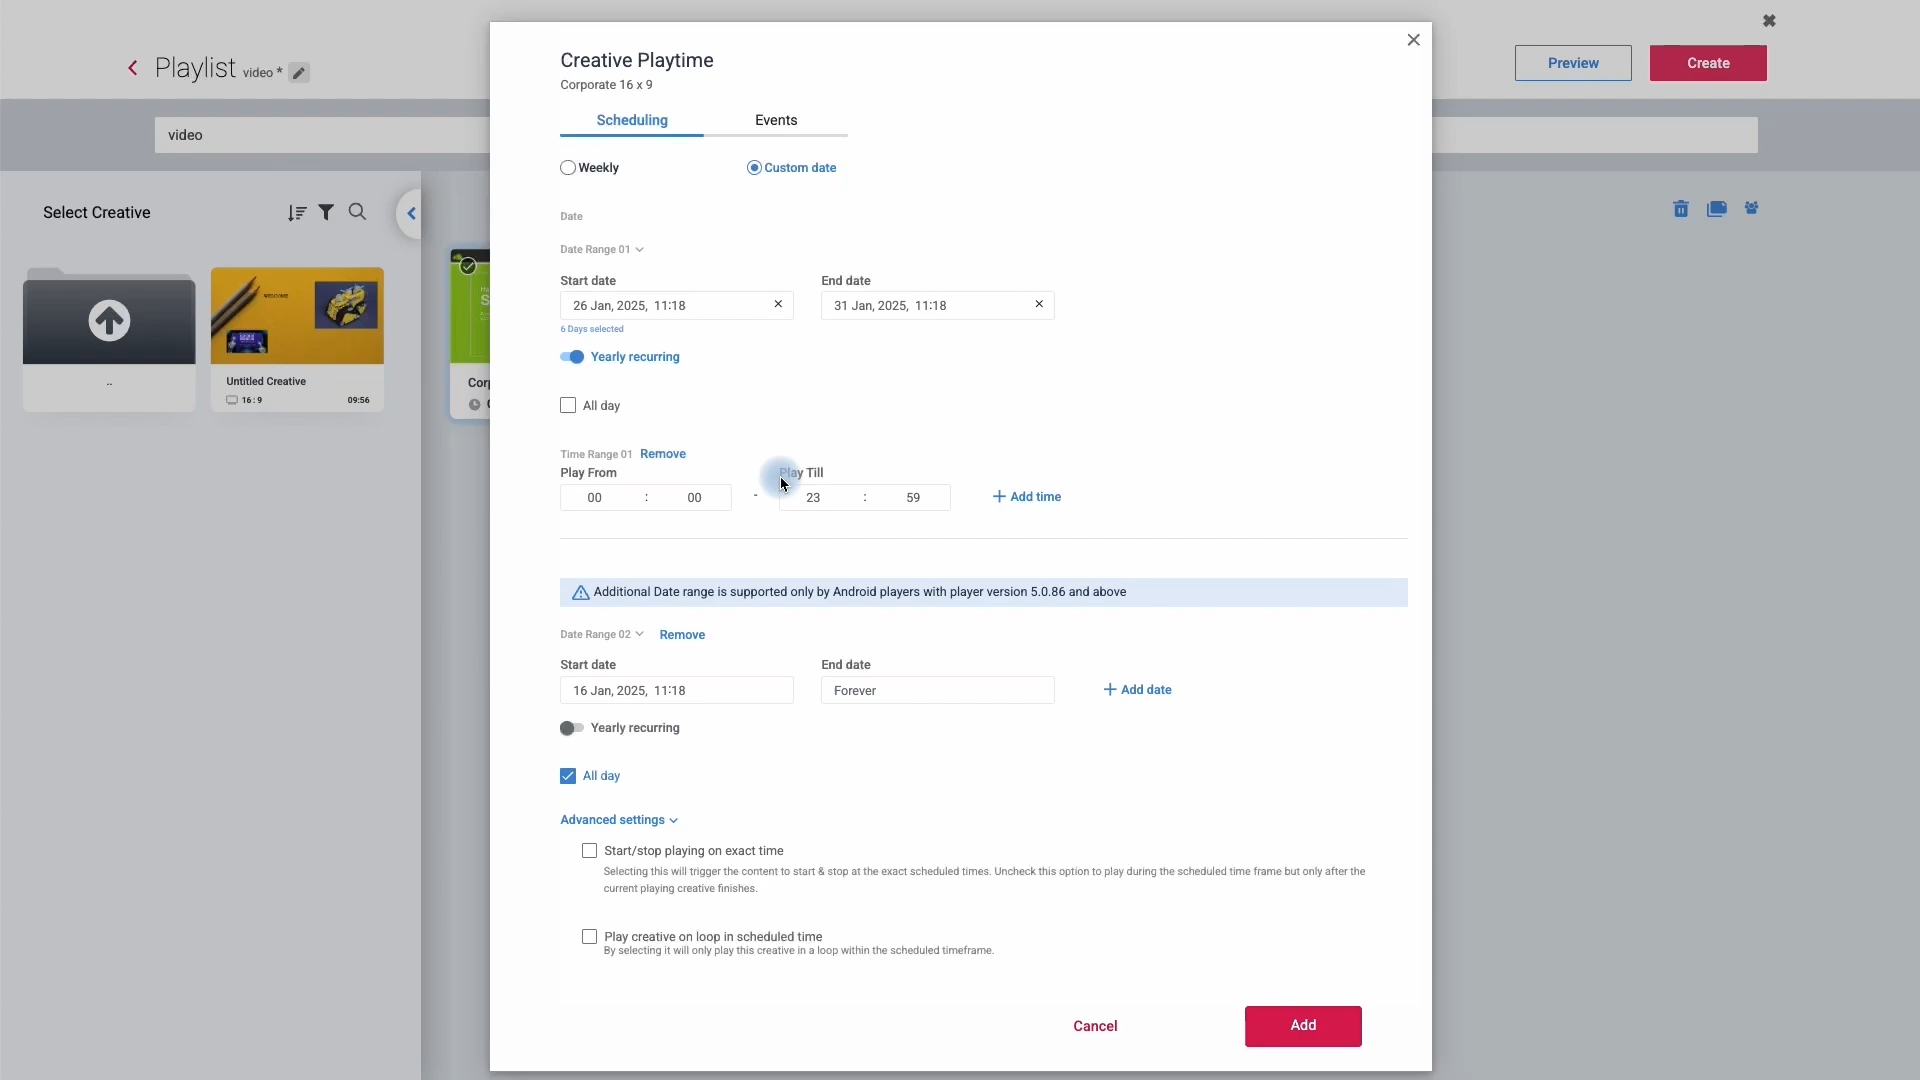 Playlist video *
Preview
Create
video
Select Creative
..
WELCOME
Untitled Creative
16 : 9
09:56
Creative Playtime
Corporate 16 x 9
Scheduling
Events
Weekly
Custom date
Date
Date Range 01
Start date
End date
26 Jan, 2025, 11:18
31 Jan, 2025, 11:18
6 Days selected
Yearly recurring
All day
Time Range 01 Remove
Play From
Play Till
00 : 00 - 23 : 59
+ Add time
Additional Date range is supported only by Android players with player version 5.0.86 and above
Date Range 02 Remove
Start date
End date
16 Jan, 2025, 11:18
Forever
+ Add date
Yearly recurring
All day
Advanced settings
Start/stop playing on exact time
Selecting this will trigger the content to start & stop at the exact scheduled times. Uncheck this option to play during the scheduled time frame but only after the
current playing creative finishes.
Play creative on loop in scheduled time
By selecting it will only play this creative in a loop within the scheduled timeframe.
Cancel
Add